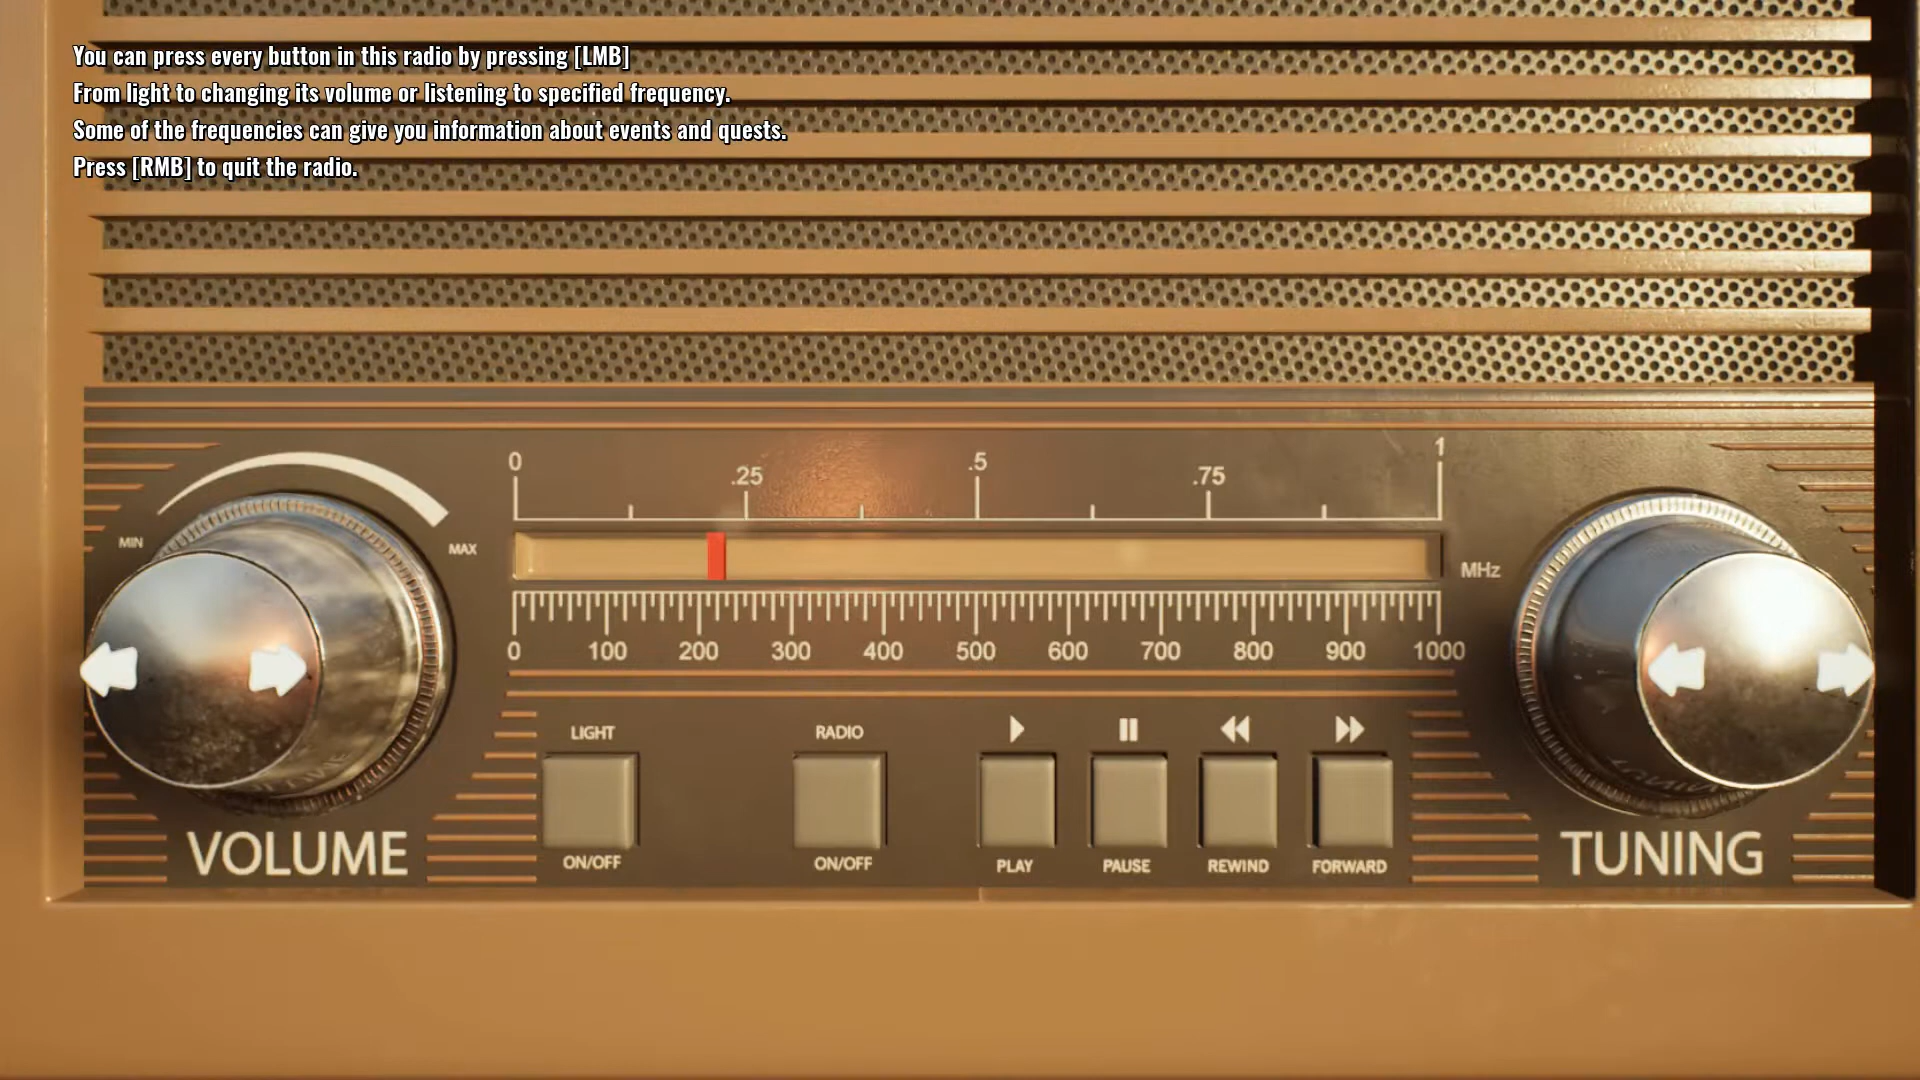 You can press every button in this radio by pressing [LMB]
From light to changing its volume or listening to specified frequency.
Some of the frequencies can give you information about events and quests.
Press [RMB] to quit the radio.
0 .25 .5 .75 1
MIN MAX
MHz
0 100 200 300 400 500 600 700 800 900 1000
LIGHT RADIO
ON/OFF ON/OFF PLAY PAUSE REWIND FORWARD
VOLUME TUNING